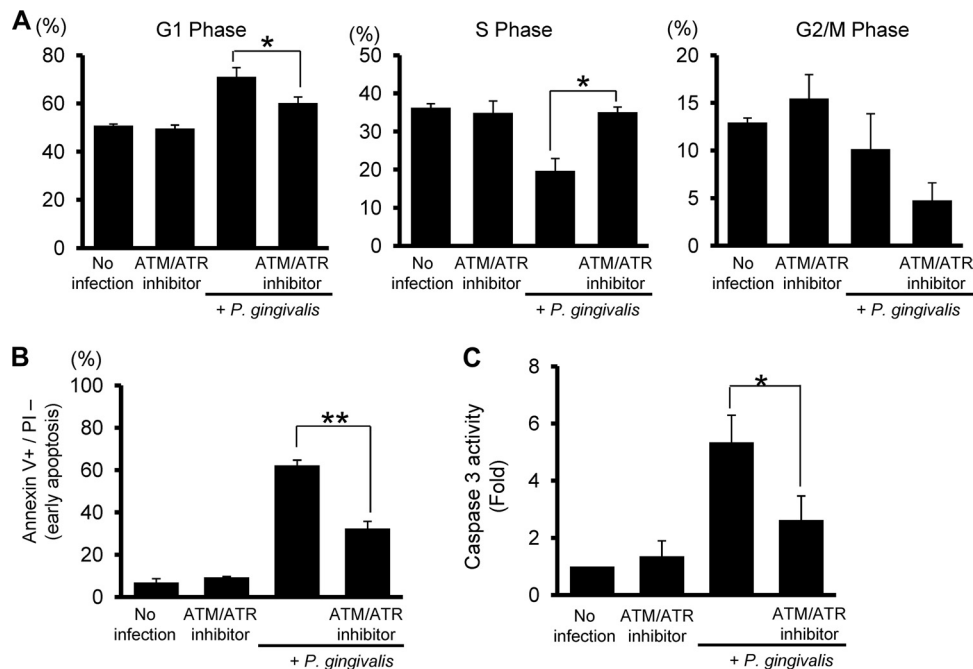 A
(%)
G1 Phase
80
60
40
20
0
*
No infection
ATM/ATR inhibitor
ATM/ATR inhibitor
+ P. gingivalis
(%)
S Phase
50
40
30
20
10
0
*
No infection
ATM/ATR inhibitor
ATM/ATR inhibitor
+ P. gingivalis
(%)
G2/M Phase
20
15
10
5
0
No infection
ATM/ATR inhibitor
ATM/ATR inhibitor
+ P. gingivalis
B
(%)
Annexin V+ / PI –
(early apoptosis)
100
80
60
40
20
0
**
No infection
ATM/ATR inhibitor
ATM/ATR inhibitor
+ P. gingivalis
C
Caspase 3 activity
(Fold)
8
6
4
2
0
*
No infection
ATM/ATR inhibitor
ATM/ATR inhibitor
+ P. gingivalis